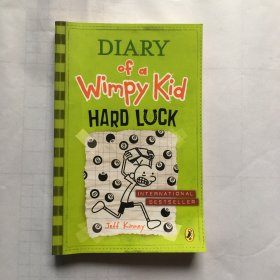 DIARY
of a
Wimpy Kid
HARD LUCK
INTERNATIONAL
BESTSELLER
Jeff Kinney